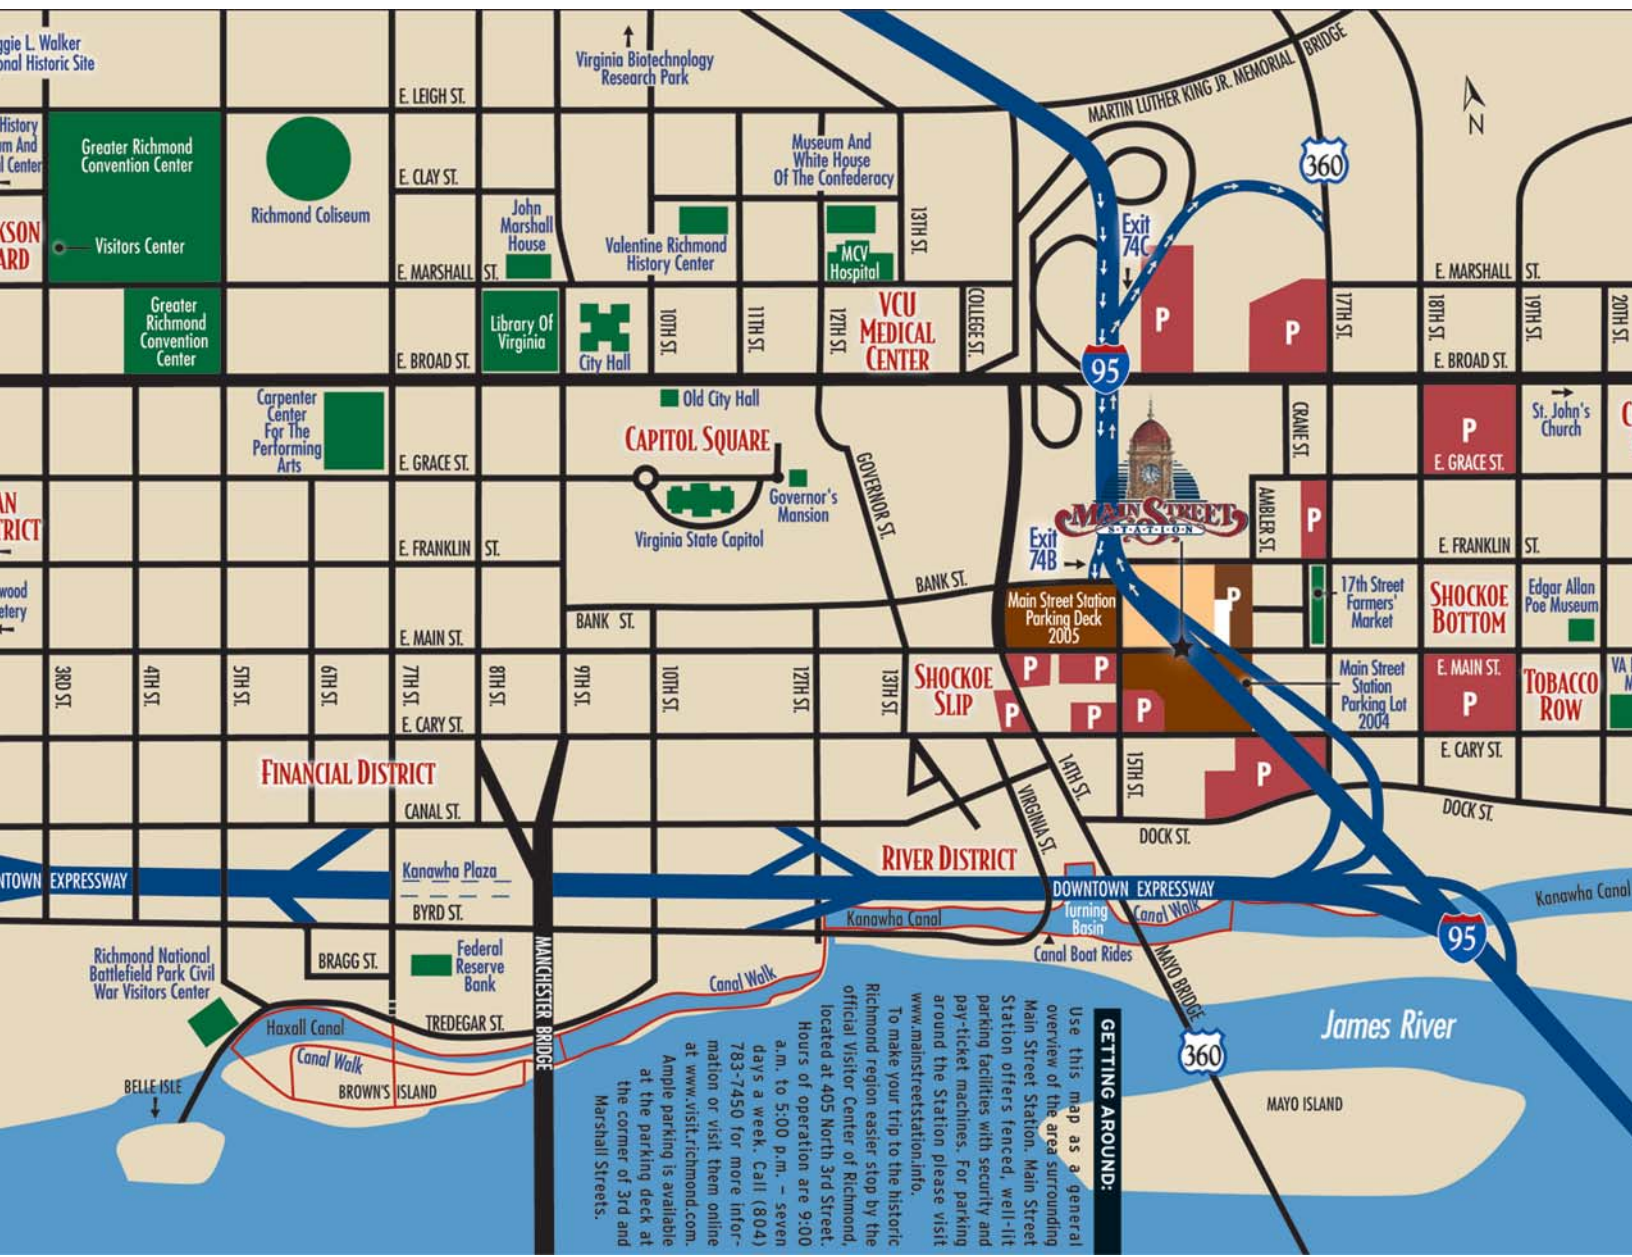 ggie L. Walker
onal Historic Site
Virginia Biotechnology
Research Park
E. LEIGH ST.
MARTIN LUTHER KING JR. MEMORIAL BRIDGE
N
History
um And
l Center
Greater Richmond
Convention Center
Richmond Coliseum
E. CLAY ST.
Museum And
White House
Of The Confederacy
360
KSON
ARD
Visitors Center
John
Marshall
House
Valentine Richmond
History Center
MCV
Hospital
13TH ST.
Exit
74C
E. MARSHALL ST.
E. MARSHALL ST.
Greater
Richmond
Convention
Center
Library Of
Virginia
City Hall
10TH ST.
11TH ST.
12TH ST.
VCU
MEDICAL
CENTER
COLLEGE ST.
P
P
17TH ST.
18TH ST.
19TH ST.
20TH ST.
E. BROAD ST.
E. BROAD ST.
95
Carpenter
Center
For The
Performing
Arts
Old City Hall
CAPITOL SQUARE
GOVERNOR ST.
CRANE ST.
P
St. John's
Church
C
E. GRACE ST.
E. GRACE ST.
AN
TRICT
Governor's
Mansion
Virginia State Capitol
MAIN STREET
STATION
AMBLER ST.
P
E. FRANKLIN ST.
E. FRANKLIN ST.
Exit
74B
wood
etery
BANK ST.
BANK ST.
Main Street Station
Parking Deck
2005
P
17th Street
Farmers'
Market
SHOCKOE
BOTTOM
Edgar Allan
Poe Museum
E. MAIN ST.
E. MAIN ST.
3RD ST.
4TH ST.
5TH ST.
6TH ST.
7TH ST.
8TH ST.
9TH ST.
10TH ST.
12TH ST.
13TH ST.
SHOCKOE
SLIP
P
P
P
P
P
Main Street
Station
Parking Lot
2004
P
TOBACCO
ROW
VA
M
E. CARY ST.
E. CARY ST.
FINANCIAL DISTRICT
14TH ST.
15TH ST.
P
VIRGINIA ST.
CANAL ST.
DOCK ST.
DOCK ST.
RIVER DISTRICT
NTOWN EXPRESSWAY
Kanawha Plaza
DOWNTOWN EXPRESSWAY
Kanawha Canal
BYRD ST.
Kanawha Canal
Turning
Basin
Canal Walk
95
Richmond National
Battlefield Park Civil
War Visitors Center
BRAGG ST.
Federal
Reserve
Bank
MANCHESTER BRIDGE
Canal Walk
Canal Boat Rides
MAYO BRIDGE
Haxall Canal
TREDEGAR ST.
James River
360
Canal Walk
BELLE ISLE
BROWN'S ISLAND
MAYO ISLAND
GETTING AROUND:
Use this map as a general
overview of the area surrounding
Main Street Station. Main Street
Station offers fenced, well-lit
parking facilities with security and
pay-ticket machines. For parking
around the Station please visit
www.mainstreetstation.info.
To make your trip to the historic
Richmond region easier stop by the
official Visitor Center of Richmond,
located at 405 North 3rd Street.
Hours of operation are 9:00
a.m. to 5:00 p.m. – seven
days a week. Call (804)
783-7450 for more infor-
mation or visit them online
at www.visit.richmond.com.
Ample parking is available
at the parking deck at
the corner of 3rd and
Marshall Streets.